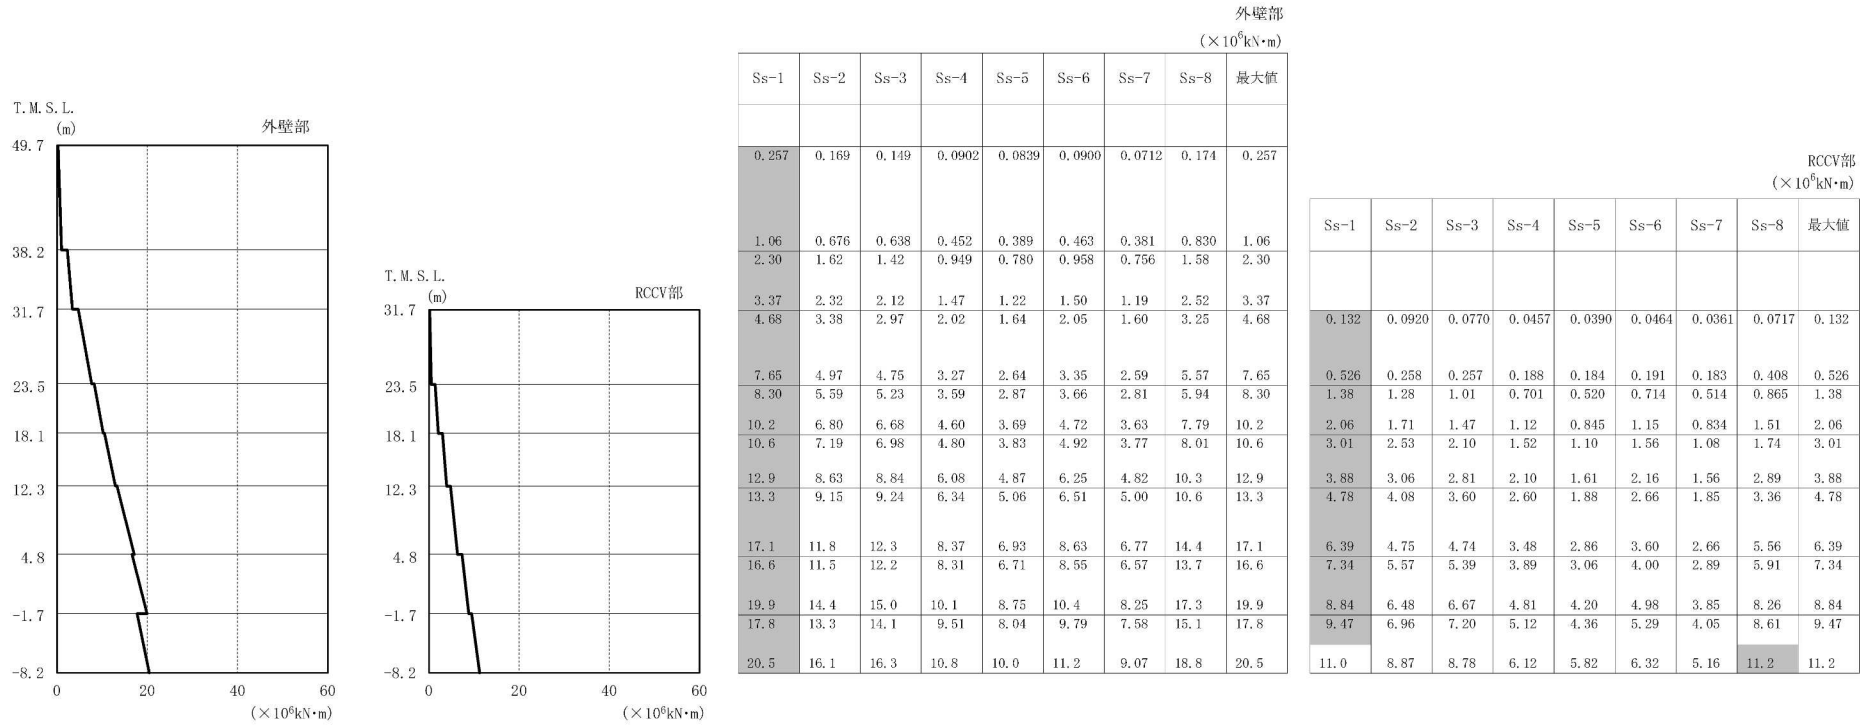 T.M.S.L.
(m)
外壁部
49.7
38.2
31.7
23.5
18.1
12.3
4.8
-1.7
-8.2
0 20 40 60
(×10⁶kN・m)
T.M.S.L.
(m)
RCCV部
31.7
23.5
18.1
12.3
4.8
-1.7
-8.2
0 20 40 60
(×10⁶kN・m)
外壁部
(×10⁶kN・m)
Ss-1 Ss-2 Ss-3 Ss-4 Ss-5 Ss-6 Ss-7 Ss-8 最大値
0.257 0.169 0.149 0.0902 0.0839 0.0900 0.0712 0.174 0.257
1.06 0.676 0.638 0.452 0.389 0.463 0.381 0.830 1.06
2.30 1.62 1.42 0.949 0.780 0.958 0.756 1.58 2.30
3.37 2.32 2.12 1.47 1.22 1.50 1.19 2.52 3.37
4.68 3.38 2.97 2.02 1.64 2.05 1.60 3.25 4.68
7.65 4.97 4.75 3.27 2.64 3.35 2.59 5.57 7.65
8.30 5.59 5.23 3.59 2.87 3.66 2.81 5.94 8.30
10.2 6.80 6.68 4.60 3.69 4.72 3.63 7.79 10.2
10.6 7.19 6.98 4.80 3.83 4.92 3.77 8.01 10.6
12.9 8.63 8.84 6.08 4.87 6.25 4.82 10.3 12.9
13.3 9.15 9.24 6.34 5.06 6.51 5.00 10.6 13.3
17.1 11.8 12.3 8.37 6.93 8.63 6.77 14.4 17.1
16.6 11.5 12.2 8.31 6.71 8.55 6.57 13.7 16.6
19.9 14.4 15.0 10.1 8.75 10.4 8.25 17.3 19.9
17.8 13.3 14.1 9.51 8.04 9.79 7.58 15.1 17.8
20.5 16.1 16.3 10.8 10.0 11.2 9.07 18.8 20.5
RCCV部
(×10⁶kN・m)
Ss-1 Ss-2 Ss-3 Ss-4 Ss-5 Ss-6 Ss-7 Ss-8 最大値
0.132 0.0920 0.0770 0.0457 0.0390 0.0464 0.0361 0.0717 0.132
0.526 0.258 0.257 0.188 0.184 0.191 0.183 0.408 0.526
1.38 1.28 1.01 0.701 0.520 0.714 0.514 0.865 1.38
2.06 1.71 1.47 1.12 0.845 1.15 0.834 1.51 2.06
3.01 2.53 2.10 1.52 1.10 1.56 1.08 1.74 3.01
3.88 3.06 2.81 2.10 1.61 2.16 1.56 2.89 3.88
4.78 4.08 3.60 2.60 1.88 2.66 1.85 3.36 4.78
6.39 4.75 4.74 3.48 2.86 3.60 2.66 5.56 6.39
7.34 5.57 5.39 3.89 3.06 4.00 2.89 5.91 7.34
8.84 6.48 6.67 4.81 4.20 4.98 3.85 8.26 8.84
9.47 6.96 7.20 5.12 4.36 5.29 4.05 8.61 9.47
11.0 8.87 8.78 6.12 5.82 6.32 5.16 11.2 11.2